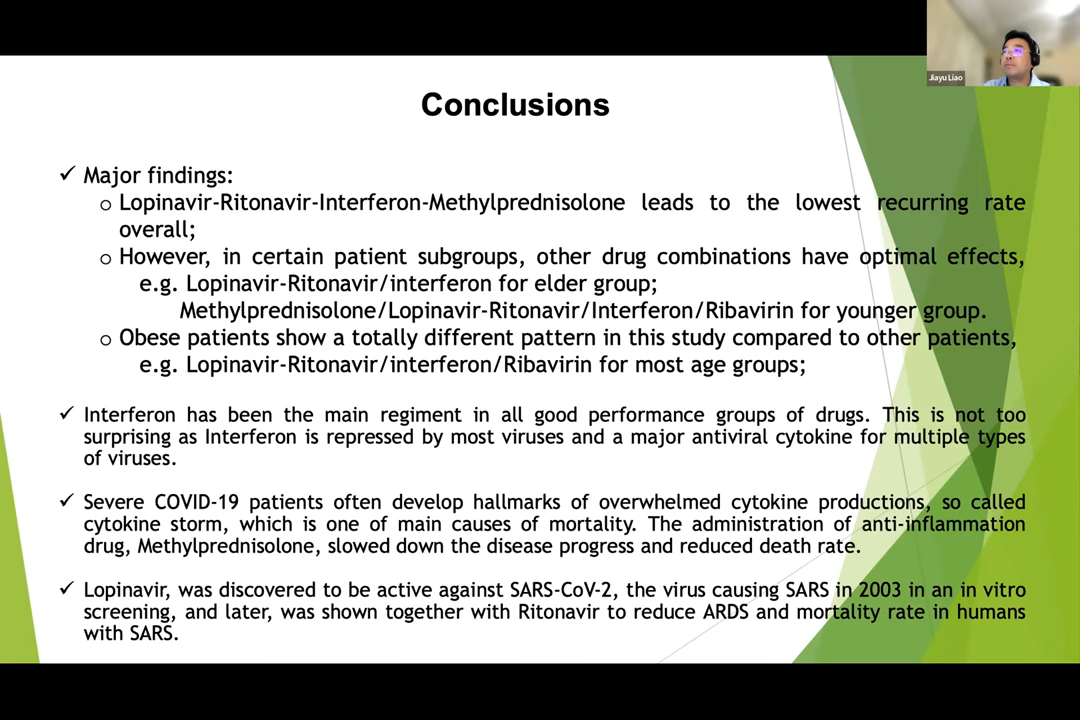 Jiayu Liao
Conclusions
✓ Major findings:
o Lopinavir-Ritonavir-Interferon-Methylprednisolone leads to the lowest recurring rate
overall;
o However, in certain patient subgroups, other drug combinations have optimal effects,
e.g. Lopinavir-Ritonavir/interferon for elder group;
Methylprednisolone/Lopinavir-Ritonavir/Interferon/Ribavirin for younger group.
o Obese patients show a totally different pattern in this study compared to other patients,
e.g. Lopinavir-Ritonavir/interferon/Ribavirin for most age groups;
✓ Interferon has been the main regiment in all good performance groups of drugs. This is not too
surprising as Interferon is repressed by most viruses and a major antiviral cytokine for multiple types
of viruses.
✓ Severe COVID-19 patients often develop hallmarks of overwhelmed cytokine productions, so called
cytokine storm, which is one of main causes of mortality. The administration of anti-inflammation
drug, Methylprednisolone, slowed down the disease progress and reduced death rate.
✓ Lopinavir, was discovered to be active against SARS-CoV-2, the virus causing SARS in 2003 in an in vitro
screening, and later, was shown together with Ritonavir to reduce ARDS and mortality rate in humans
with SARS.